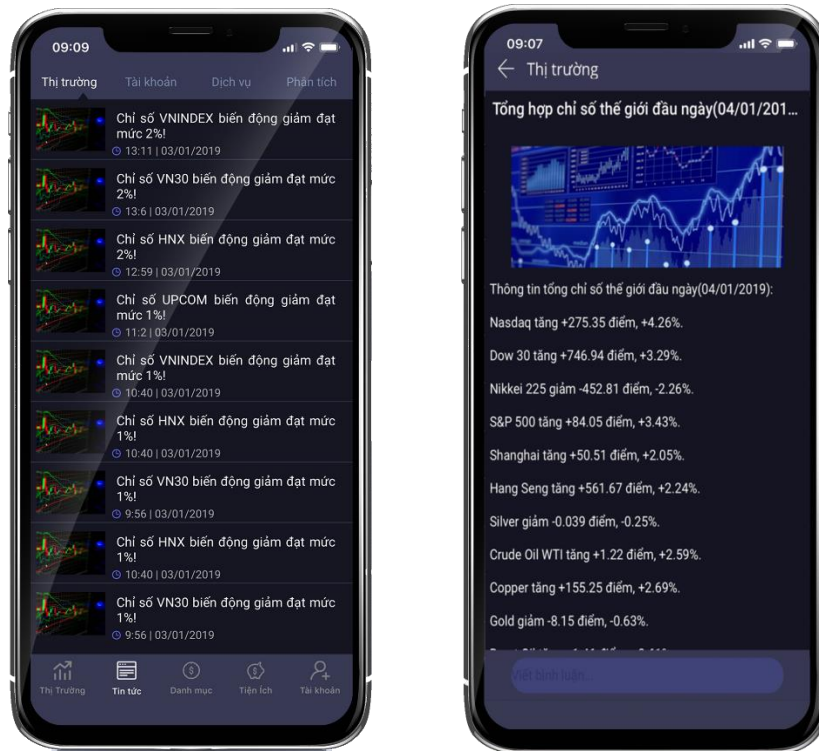 09:09
Thị trường Tài khoản Dịch vụ Phân tích
Chỉ số VNINDEX biến động giảm đạt
mức 2%!
13:11 | 03/01/2019
Chỉ số VN30 biến động giảm đạt mức
2%!
13:6 | 03/01/2019
Chỉ số HNX biến động giảm đạt mức
2%!
12:59 | 03/01/2019
Chỉ số UPCOM biến động giảm đạt
mức 1%!
11:2 | 03/01/2019
Chỉ số VNINDEX biến động giảm đạt
mức 1%!
10:40 | 03/01/2019
Chỉ số HNX biến động giảm đạt mức
1%!
10:40 | 03/01/2019
Chỉ số VN30 biến động giảm đạt mức
1%!
9:56 | 03/01/2019
Chỉ số HNX biến động giảm đạt mức
1%!
10:40 | 03/01/2019
Chỉ số VN30 biến động giảm đạt mức
1%!
9:56 | 03/01/2019
Thị Trường Tin tức Danh mục Tiện ích Tài khoản
09:07
Thị trường
Tổng hợp chỉ số thế giới đầu ngày(04/01/201...
Thông tin tổng chỉ số thế giới đầu ngày(04/01/2019):
Nasdaq tăng +275.35 điểm, +4.26%.
Dow 30 tăng +746.94 điểm, +3.29%.
Nikkei 225 giảm -452.81 điểm, -2.26%.
S&P 500 tăng +84.05 điểm, +3.43%.
Shanghai tăng +50.51 điểm, +2.05%.
Hang Seng tăng +561.67 điểm, +2.24%.
Silver giảm -0.039 điểm, -0.25%.
Crude Oil WTI tăng +1.22 điểm, +2.59%.
Copper tăng +155.25 điểm, +2.69%.
Gold giảm -8.15 điểm, -0.63%.
Viết bình luận...